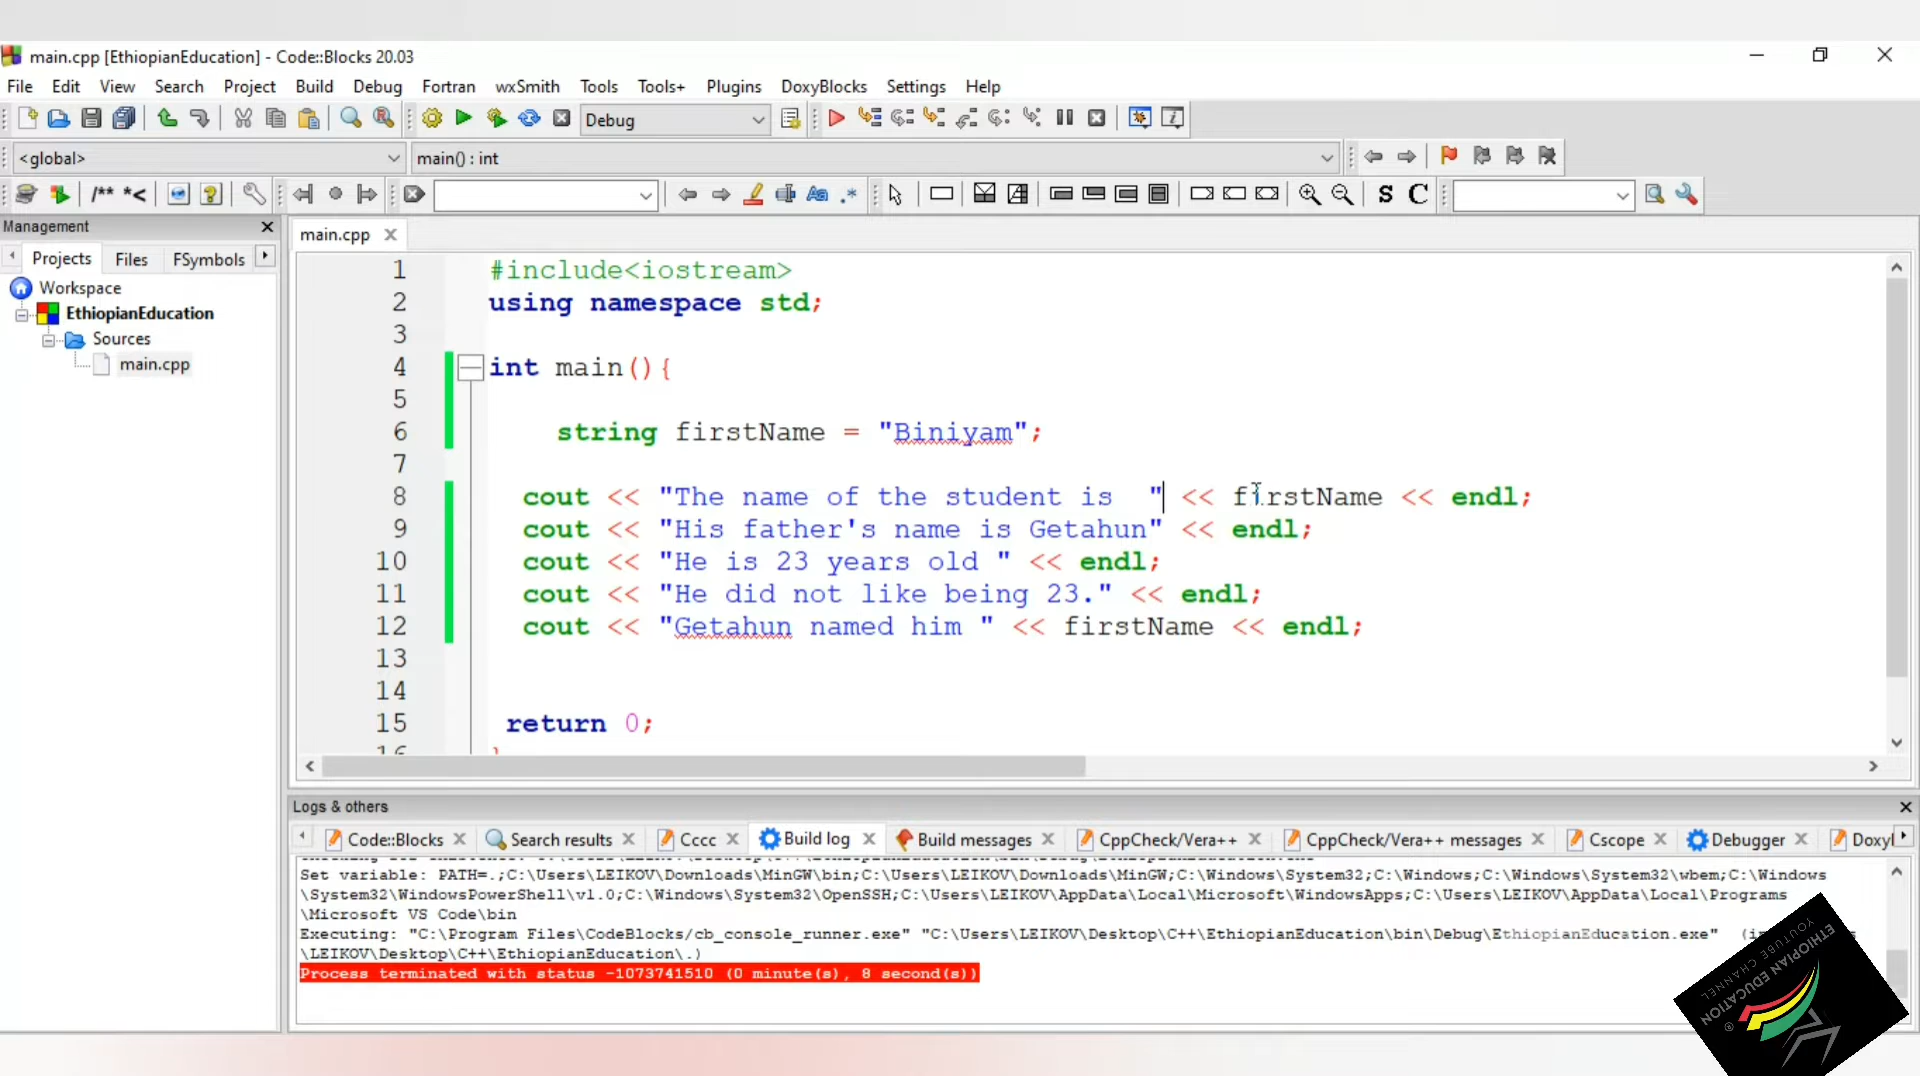 main.cpp [EthiopianEducation] - Code::Blocks 20.03
File Edit View Search Project Build Debug Fortran wxSmith Tools Tools+ Plugins DoxyBlocks Settings Help
Debug
<global> main() : int
/** *< Aa .* S C
Management
main.cpp
Projects Files FSymbols
Workspace
EthiopianEducation
Sources
main.cpp
1 #include<iostream>
2 using namespace std;
3
4 int main(){
5
6 string firstName = "Biniyam";
7
8 cout << "The name of the student is  " << firstName << endl;
9 cout << "His father's name is Getahun" << endl;
10 cout << "He is 23 years old " << endl;
11 cout << "He did not like being 23." << endl;
12 cout << "Getahun named him " << firstName << endl;
13
14
15 return 0;
16 }
Logs & others
Code::Blocks Search results Cccc Build log Build messages CppCheck/Vera++ CppCheck/Vera++ messages Cscope Debugger Doxyl
Set variable: PATH=.;C:\Users\LEIKOV\Downloads\MinGW\bin;C:\Users\LEIKOV\Downloads\MinGW;C:\Windows\System32;C:\Windows;C:\Windows\System32\wbem;C:\Windows
\System32\WindowsPowerShell\v1.0;C:\Windows\System32\OpenSSH;C:\Users\LEIKOV\AppData\Local\Microsoft\WindowsApps;C:\Users\LEIKOV\AppData\Local\Programs
\Microsoft VS Code\bin
Executing: "C:\Program Files\CodeBlocks/cb_console_runner.exe" "C:\Users\LEIKOV\Desktop\C++\EthiopianEducation\bin\Debug\EthiopianEducation.exe" (i
\LEIKOV\Desktop\C++\EthiopianEducation\.)
Process terminated with status -1073741510 (0 minute(s), 8 second(s))
ETHIOPIAN EDUCATION
YOUTUBE CHANNEL
®